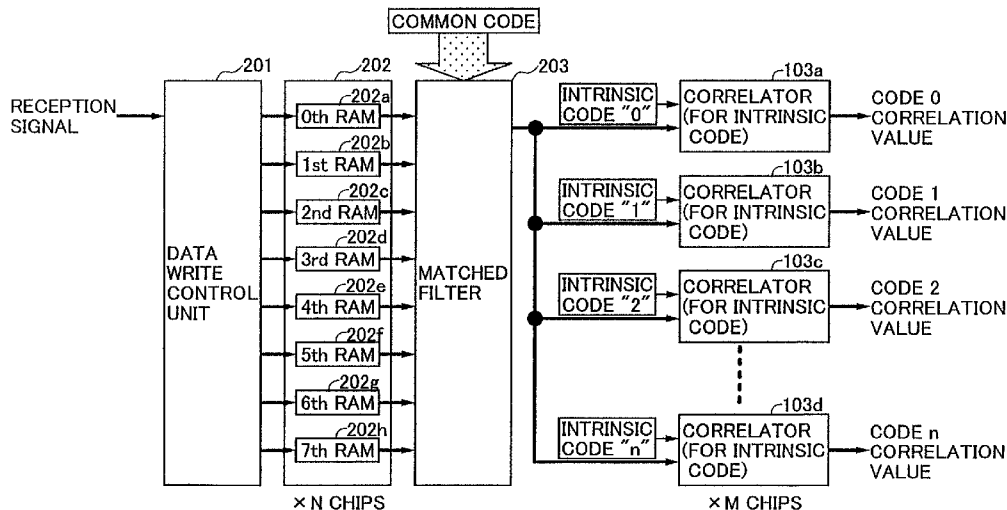 COMMON CODE
201
202
203
RECEPTION
SIGNAL
DATA
WRITE
CONTROL
UNIT
202a
0th RAM
202b
1st RAM
202c
2nd RAM
202d
3rd RAM
202e
4th RAM
202f
5th RAM
202g
6th RAM
202h
7th RAM
× N CHIPS
MATCHED
FILTER
INTRINSIC
CODE "0"
103a
CORRELATOR
(FOR INTRINSIC
CODE)
CODE 0
CORRELATION
VALUE
INTRINSIC
CODE "1"
103b
CORRELATOR
(FOR INTRINSIC
CODE)
CODE 1
CORRELATION
VALUE
INTRINSIC
CODE "2"
103c
CORRELATOR
(FOR INTRINSIC
CODE)
CODE 2
CORRELATION
VALUE
INTRINSIC
CODE "n"
103d
CORRELATOR
(FOR INTRINSIC
CODE)
CODE n
CORRELATION
VALUE
× M CHIPS